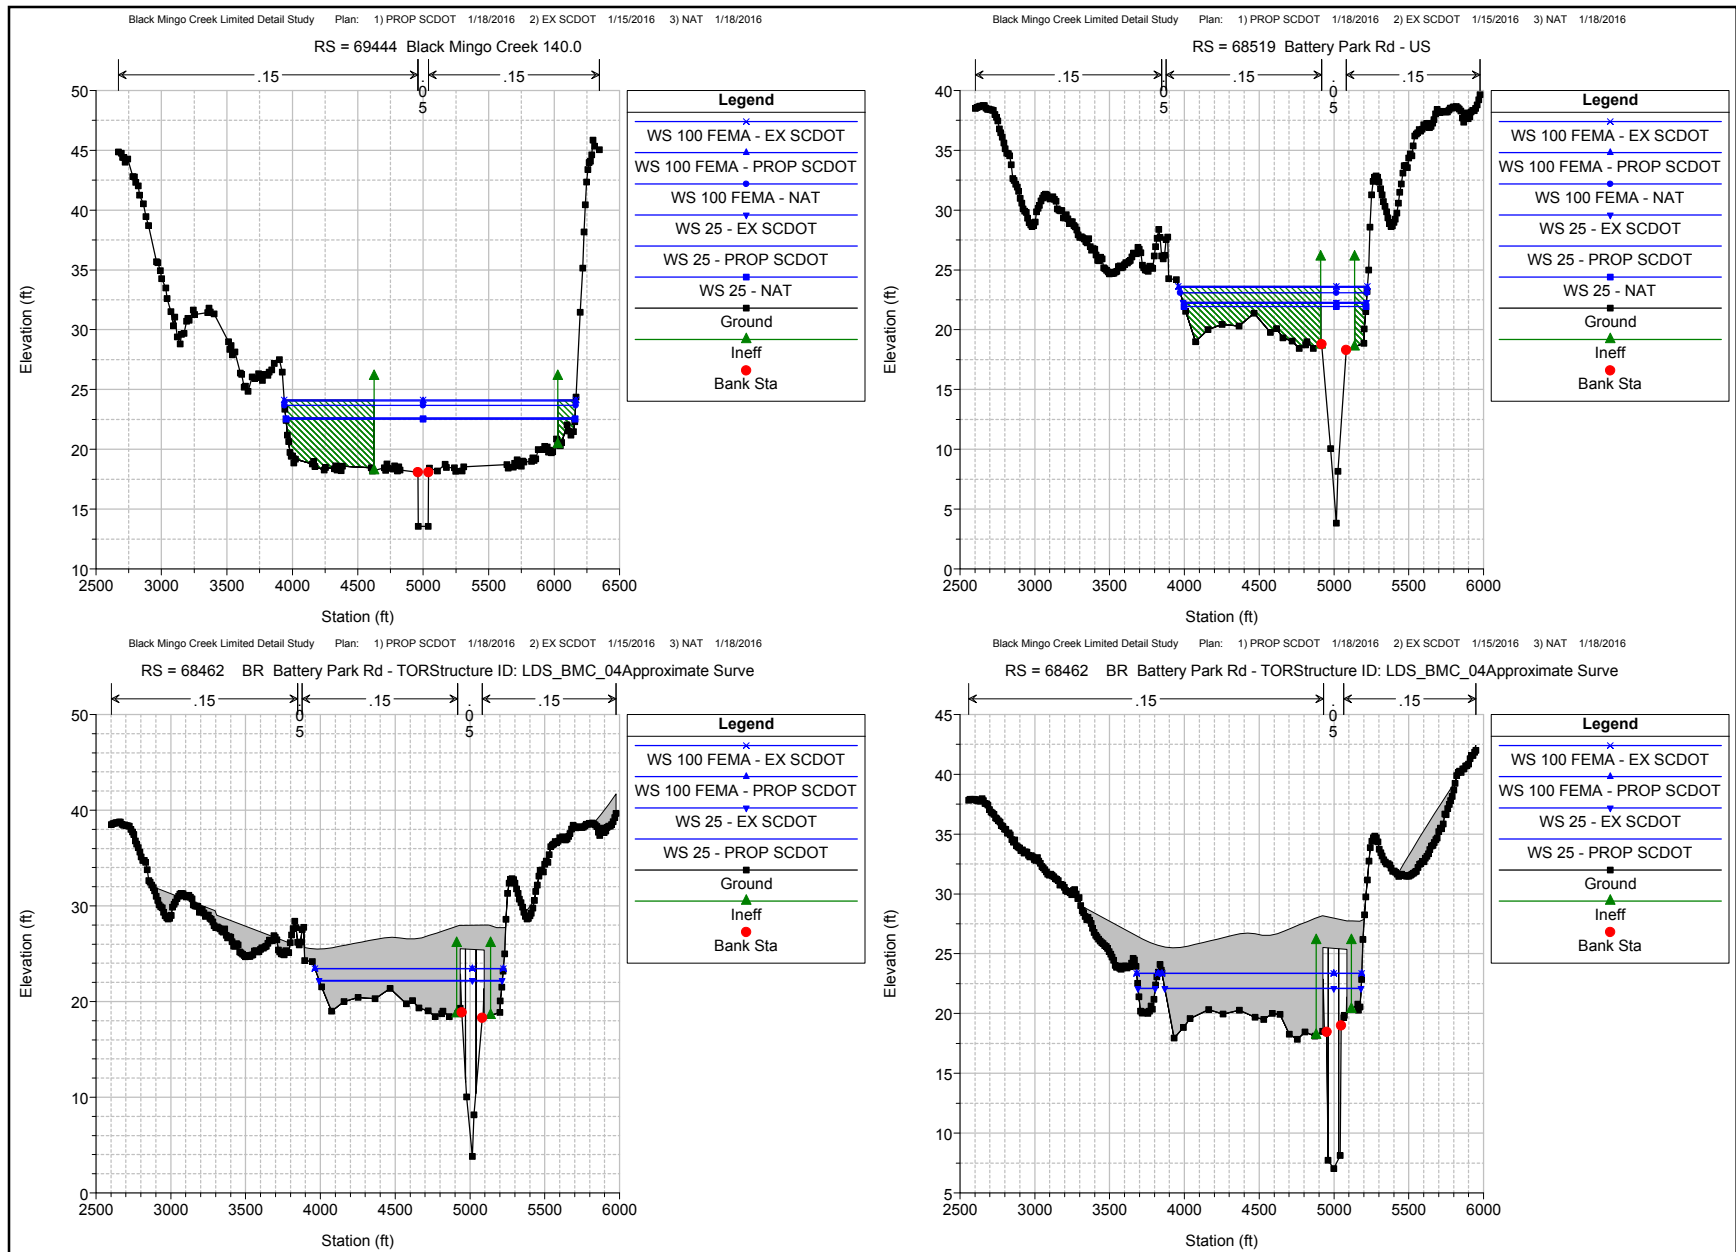 Black Mingo Creek Limited Detail Study Plan: 1) PROP SCDOT 1/18/2016 2) EX SCDOT 1/15/2016 3) NAT 1/18/2016
RS = 69444 Black Mingo Creek 140.0
.15 .05 .15
50
45
40
35
30
25
20
15
10
Elevation (ft)
2500 3000 3500 4000 4500 5000 5500 6000 6500
Station (ft)
Legend
WS 100 FEMA - EX SCDOT
WS 100 FEMA - PROP SCDOT
WS 100 FEMA - NAT
WS 25 - EX SCDOT
WS 25 - PROP SCDOT
WS 25 - NAT
Ground
Ineff
Bank Sta
Black Mingo Creek Limited Detail Study Plan: 1) PROP SCDOT 1/18/2016 2) EX SCDOT 1/15/2016 3) NAT 1/18/2016
RS = 68519 Battery Park Rd - US
.15 .05 .15 .05 .15
40
35
30
25
20
15
10
5
0
Elevation (ft)
2500 3000 3500 4000 4500 5000 5500 6000
Station (ft)
Legend
WS 100 FEMA - EX SCDOT
WS 100 FEMA - PROP SCDOT
WS 100 FEMA - NAT
WS 25 - EX SCDOT
WS 25 - PROP SCDOT
WS 25 - NAT
Ground
Ineff
Bank Sta
Black Mingo Creek Limited Detail Study Plan: 1) PROP SCDOT 1/18/2016 2) EX SCDOT 1/15/2016 3) NAT 1/18/2016
RS = 68462 BR Battery Park Rd - TORStructure ID: LDS_BMC_04Approximate Surve
.15 .05 .15 .05 .15
50
40
30
20
10
0
Elevation (ft)
2500 3000 3500 4000 4500 5000 5500 6000
Station (ft)
Legend
WS 100 FEMA - EX SCDOT
WS 100 FEMA - PROP SCDOT
WS 25 - EX SCDOT
WS 25 - PROP SCDOT
Ground
Ineff
Bank Sta
Black Mingo Creek Limited Detail Study Plan: 1) PROP SCDOT 1/18/2016 2) EX SCDOT 1/15/2016 3) NAT 1/18/2016
RS = 68462 BR Battery Park Rd - TORStructure ID: LDS_BMC_04Approximate Surve
.15 .05 .15
45
40
35
30
25
20
15
10
5
Elevation (ft)
2500 3000 3500 4000 4500 5000 5500 6000
Station (ft)
Legend
WS 100 FEMA - EX SCDOT
WS 100 FEMA - PROP SCDOT
WS 25 - EX SCDOT
WS 25 - PROP SCDOT
Ground
Ineff
Bank Sta